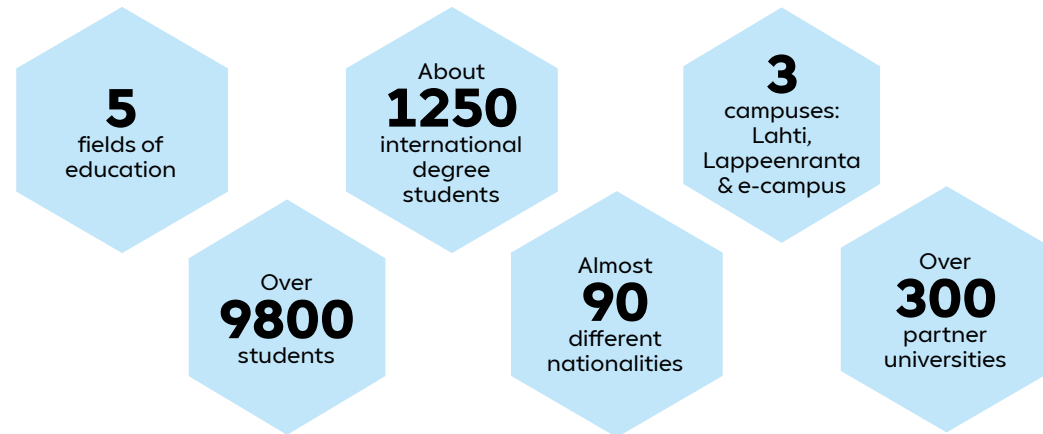 5
fields of
education
About
1250
international
degree
students
3
campuses:
Lahti,
Lappeenranta
& e-campus
Over
9800
students
Almost
90
different
nationalities
Over
300
partner
universities